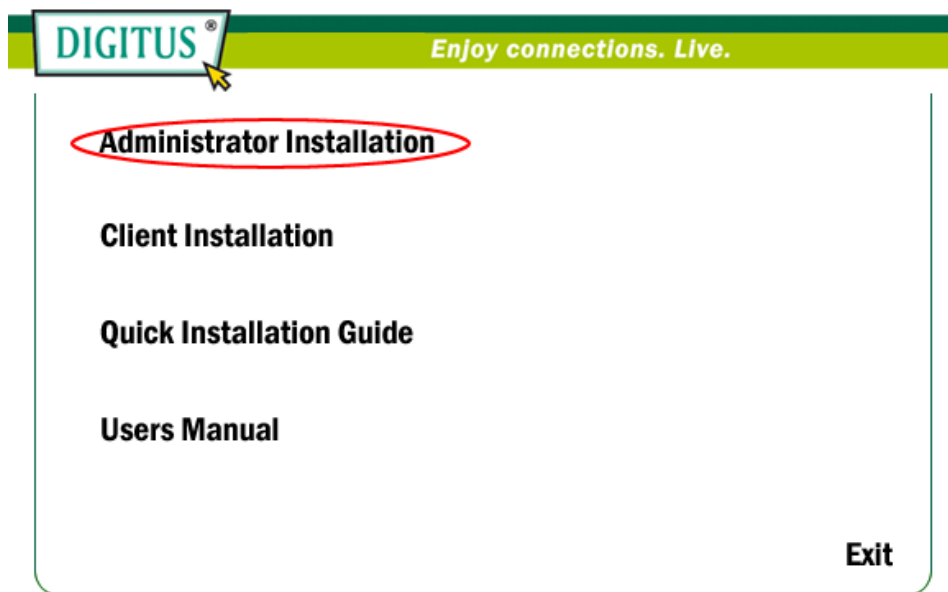 DIGITUS ®
Enjoy connections. Live.
Administrator Installation
Client Installation
Quick Installation Guide
Users Manual
Exit